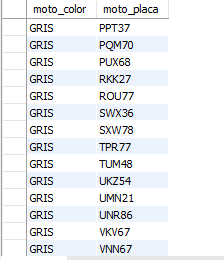 moto_color moto_placa
GRIS PPT37
GRIS PQM70
GRIS PUX68
GRIS RKK27
GRIS ROU77
GRIS SWX36
GRIS SXW78
GRIS TPR77
GRIS TUM48
GRIS UKZ54
GRIS UMN21
GRIS UNR86
GRIS VKV67
GRIS VNN67